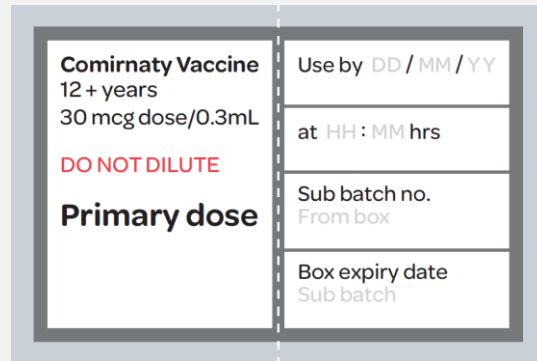 Comirnaty Vaccine
12 + years
30 mcg dose/0.3mL
DO NOT DILUTE
Primary dose
Use by DD / MM / YY
at HH : MM hrs
Sub batch no.
From box
Box expiry date
Sub batch